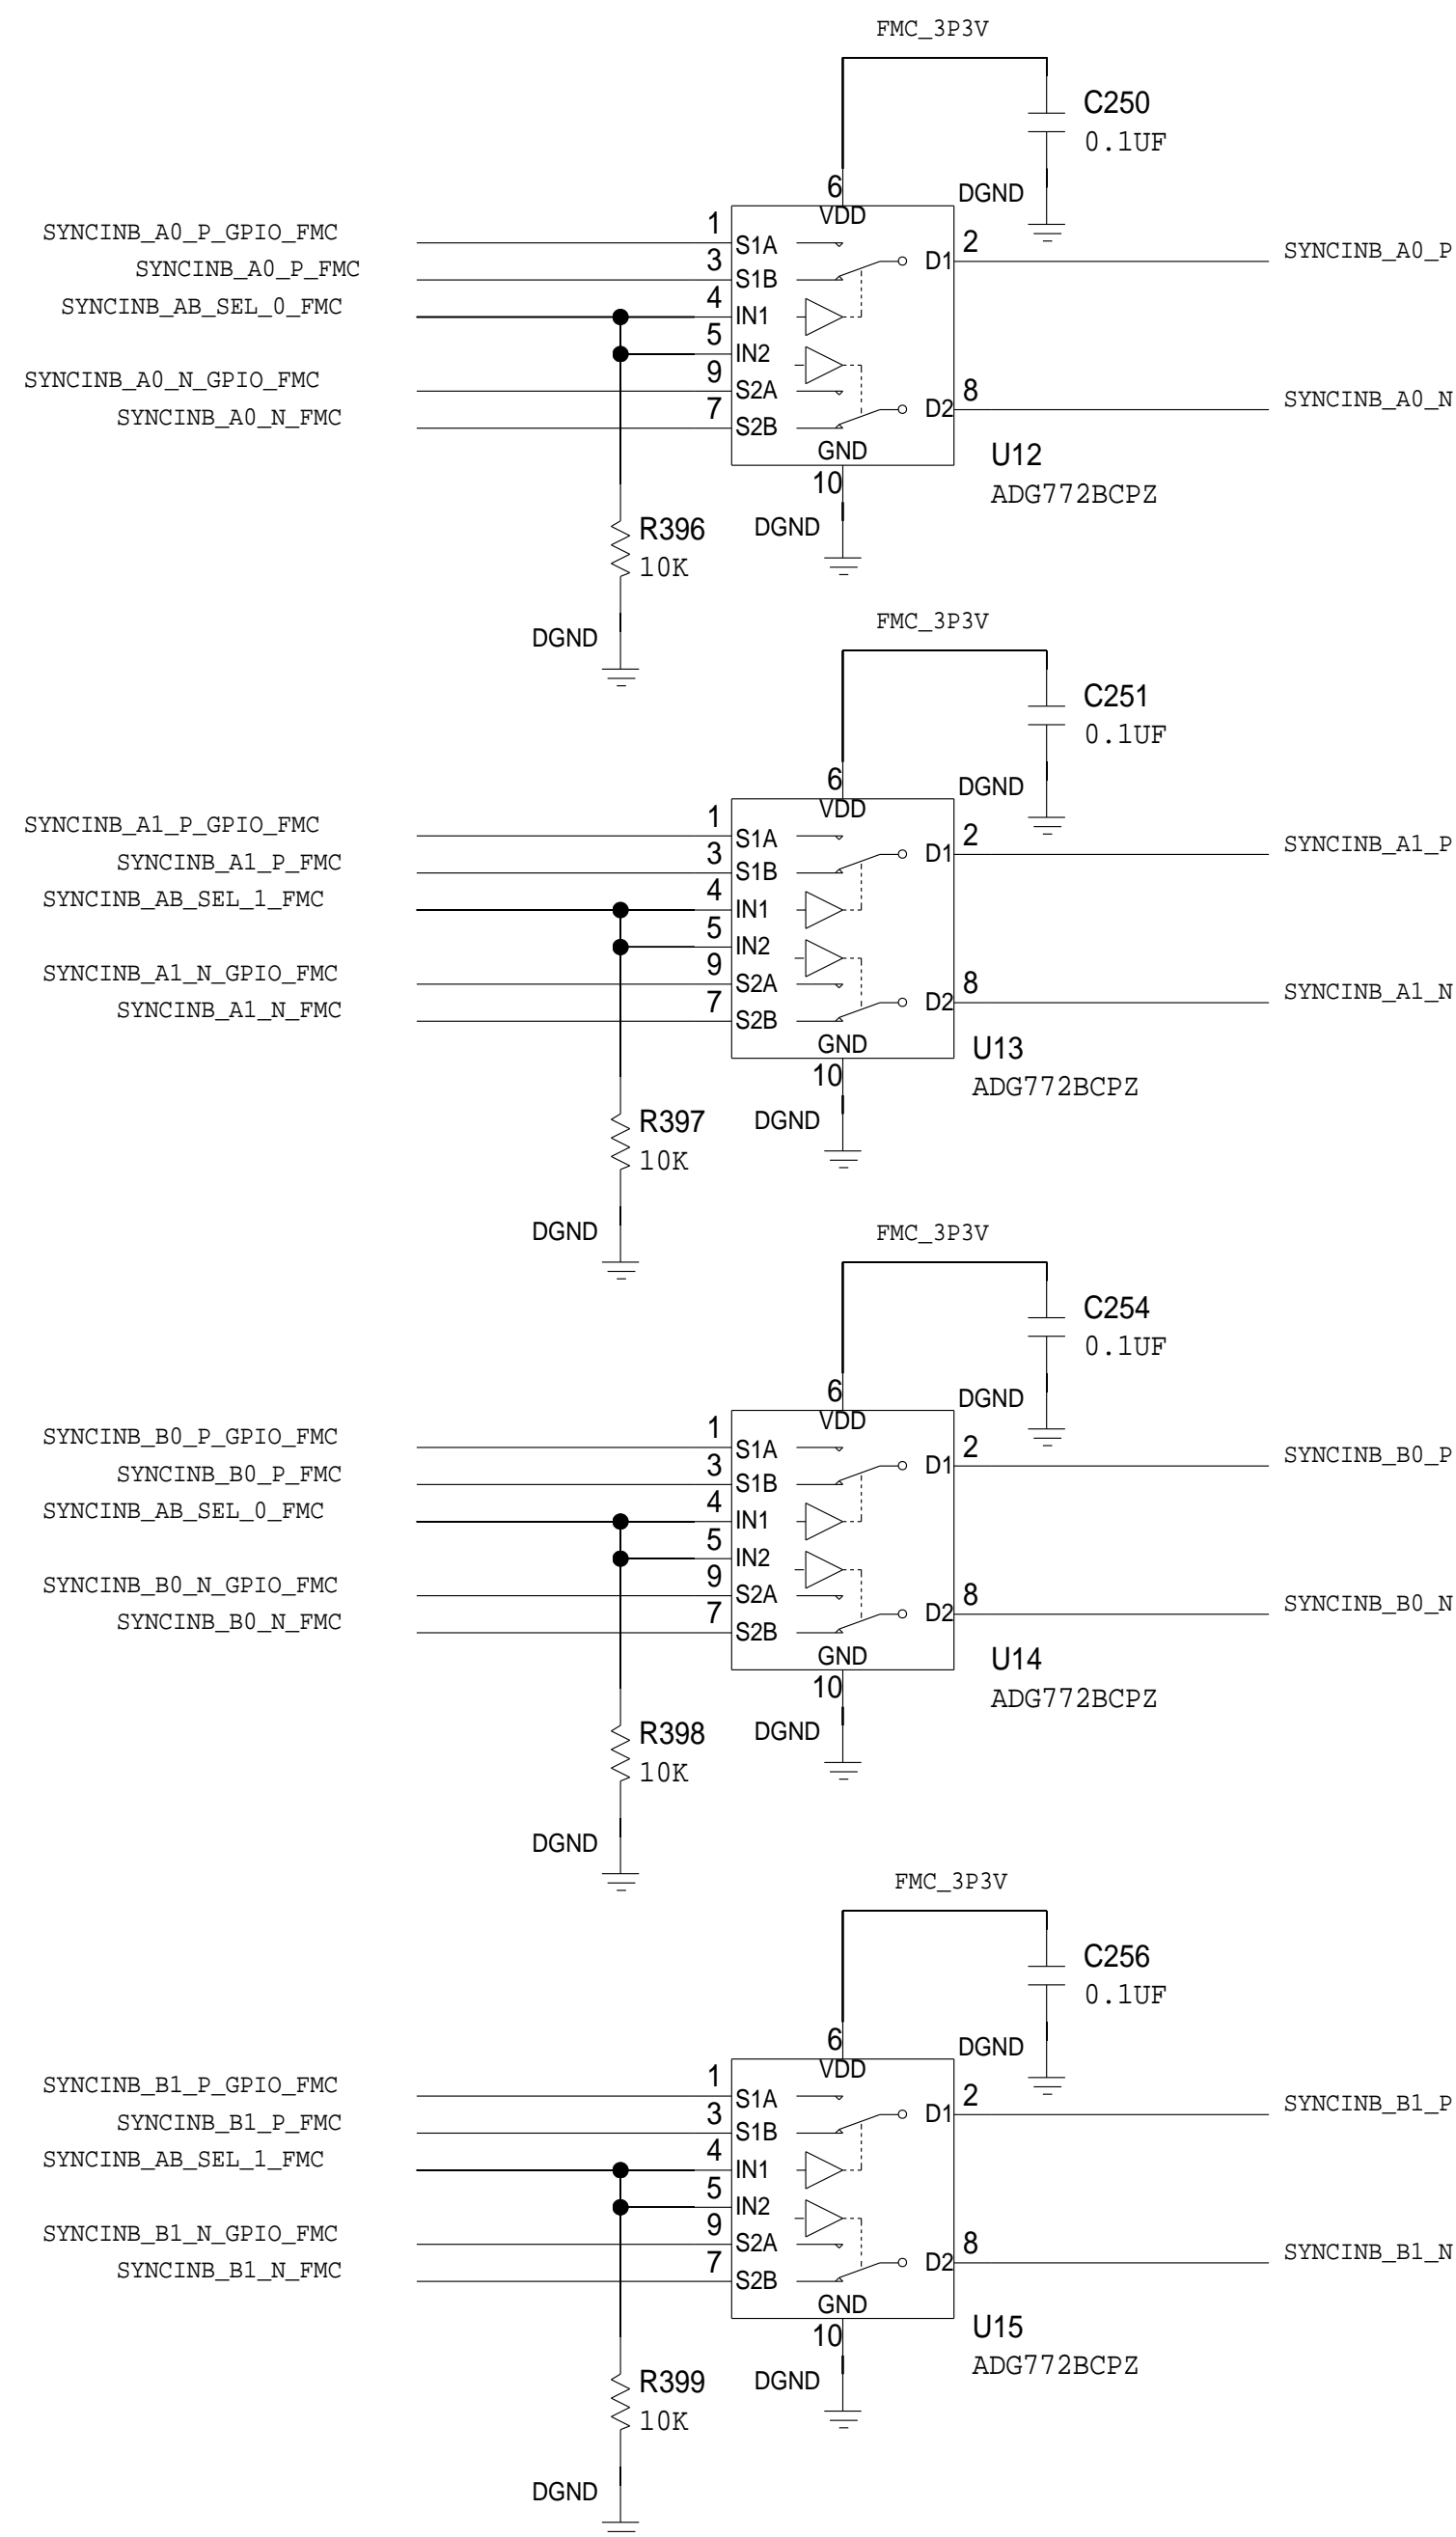 FMC_3P3V
C250
0.1UF
6
DGND
VDD
SYNCINB_A0_P_GPIO_FMC 1 S1A
D1 2 SYNCINB_A0_P
SYNCINB_A0_P_FMC 3 S1B
SYNCINB_AB_SEL_0_FMC 4 IN1
5 IN2
SYNCINB_A0_N_GPIO_FMC 9 S2A
D2 8 SYNCINB_A0_N
SYNCINB_A0_N_FMC 7 S2B
GND
U12
10
ADG772BCPZ
R396
DGND
10K
DGND
FMC_3P3V
C251
0.1UF
6
DGND
VDD
SYNCINB_A1_P_GPIO_FMC 1 S1A
D1 2 SYNCINB_A1_P
SYNCINB_A1_P_FMC 3 S1B
SYNCINB_AB_SEL_1_FMC 4 IN1
5 IN2
SYNCINB_A1_N_GPIO_FMC 9 S2A
D2 8 SYNCINB_A1_N
SYNCINB_A1_N_FMC 7 S2B
GND
U13
10
ADG772BCPZ
R397
DGND
10K
DGND
FMC_3P3V
C254
0.1UF
6
DGND
VDD
SYNCINB_B0_P_GPIO_FMC 1 S1A
D1 2 SYNCINB_B0_P
SYNCINB_B0_P_FMC 3 S1B
SYNCINB_AB_SEL_0_FMC 4 IN1
5 IN2
SYNCINB_B0_N_GPIO_FMC 9 S2A
D2 8 SYNCINB_B0_N
SYNCINB_B0_N_FMC 7 S2B
GND
U14
10
ADG772BCPZ
R398
DGND
10K
DGND
FMC_3P3V
C256
0.1UF
6
DGND
VDD
SYNCINB_B1_P_GPIO_FMC 1 S1A
D1 2 SYNCINB_B1_P
SYNCINB_B1_P_FMC 3 S1B
SYNCINB_AB_SEL_1_FMC 4 IN1
5 IN2
SYNCINB_B1_N_GPIO_FMC 9 S2A
D2 8 SYNCINB_B1_N
SYNCINB_B1_N_FMC 7 S2B
GND
U15
10
ADG772BCPZ
R399
DGND
10K
DGND